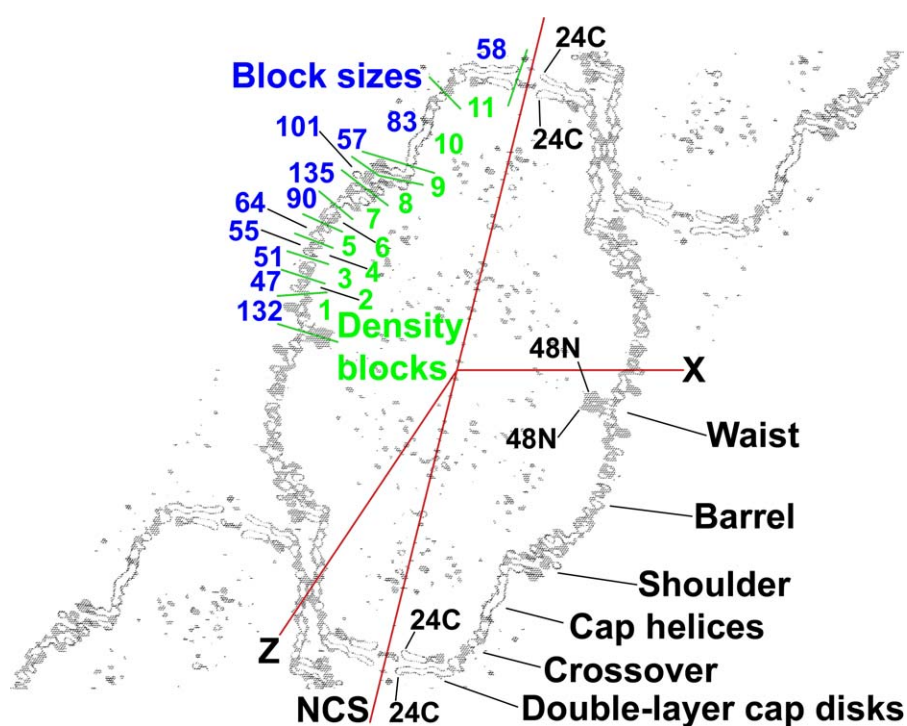 58
24C
Block sizes
11
24C
83
101
57
10
135
9
90
8
64
7
55
5
6
51
3
4
47
2
132
1
Density
blocks
48N
X
48N
Waist
Barrel
Shoulder
24C
Cap helices
Z
Crossover
NCS
24C
Double-layer cap disks